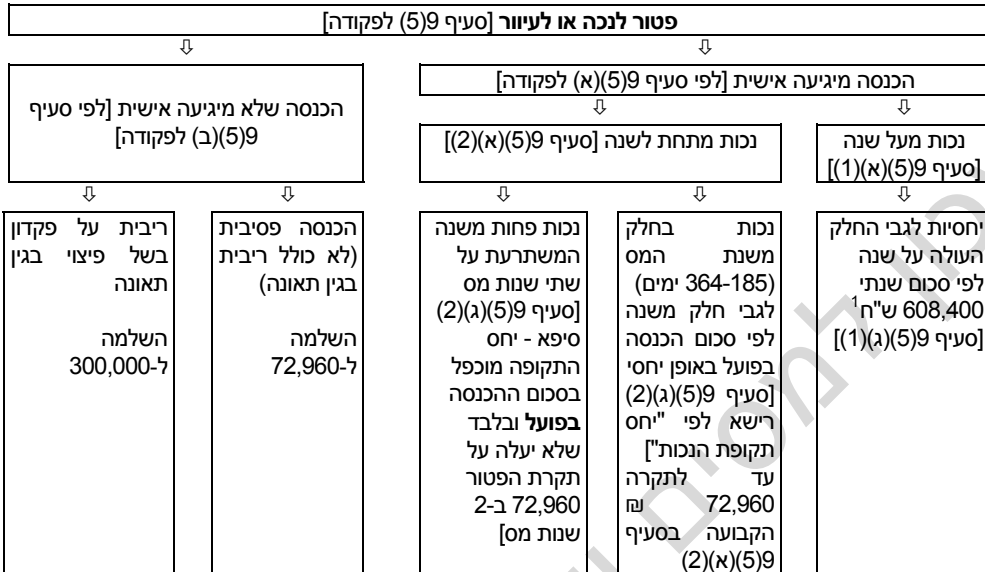 פטור לנכה או לעיוור [סעיף 9(5) לפקודה]
⇩ ⇩
הכנסה מיגיעה אישית [לפי סעיף 9(5)(א) לפקודה]
⇩ ⇩
נכות מעל שנה
[סעיף 9(5)(א)(1)]
⇩
יחסיות לגבי החלק
העולה על שנה
לפי סכום שנתי
608,400 ש"ח1
[סעיף 9(5)(ג)(1)]
נכות מתחת לשנה [סעיף 9(5)(א)(2)]
⇩ ⇩
נכות בחלק
משנת המס
(364-185 ימים)
לגבי חלק משנה
לפי סכום הכנסה
בפועל באופן יחסי
[סעיף 9(5)(ג)(2)
רישא לפי "יחס
תקופת הנכות"]
עד לתקרה
72,960 ₪
הקבועה בסעיף
9(5)(א)(2)
נכות פחות משנה
המשתרעת על
שתי שנות מס
[סעיף 9(5)(ג)(2)
סיפא - יחס
התקופה מוכפל
בסכום ההכנסה
בפועל ובלבד
שלא יעלה על
תקרת הפטור
72,960 ב-2
שנות מס]
הכנסה שלא מיגיעה אישית [לפי סעיף
9(5)(ב) לפקודה]
⇩ ⇩
הכנסה פסיבית
(לא כולל ריבית
בגין תאונה)
השלמה
ל-72,960
ריבית על פקדון
בשל פיצוי בגין
תאונה
השלמה
ל-300,000